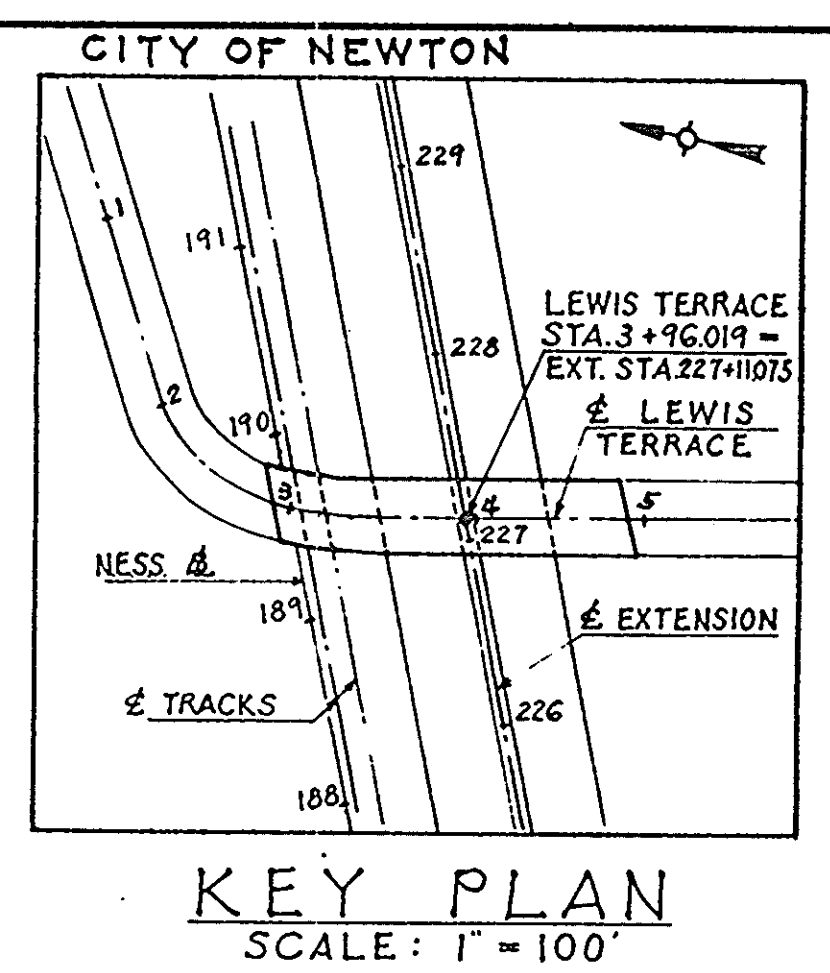 CITY OF NEWTON
229
1
191
LEWIS TERRACE
STA. 3 + 96.019 =
228
EXT. STA. 227+11.075
2
℄ LEWIS
190
TERRACE
3
4
5
227
NESS. ℄
189
℄ EXTENSION
℄ TRACKS
226
188
KEY PLAN
SCALE: 1" = 100'